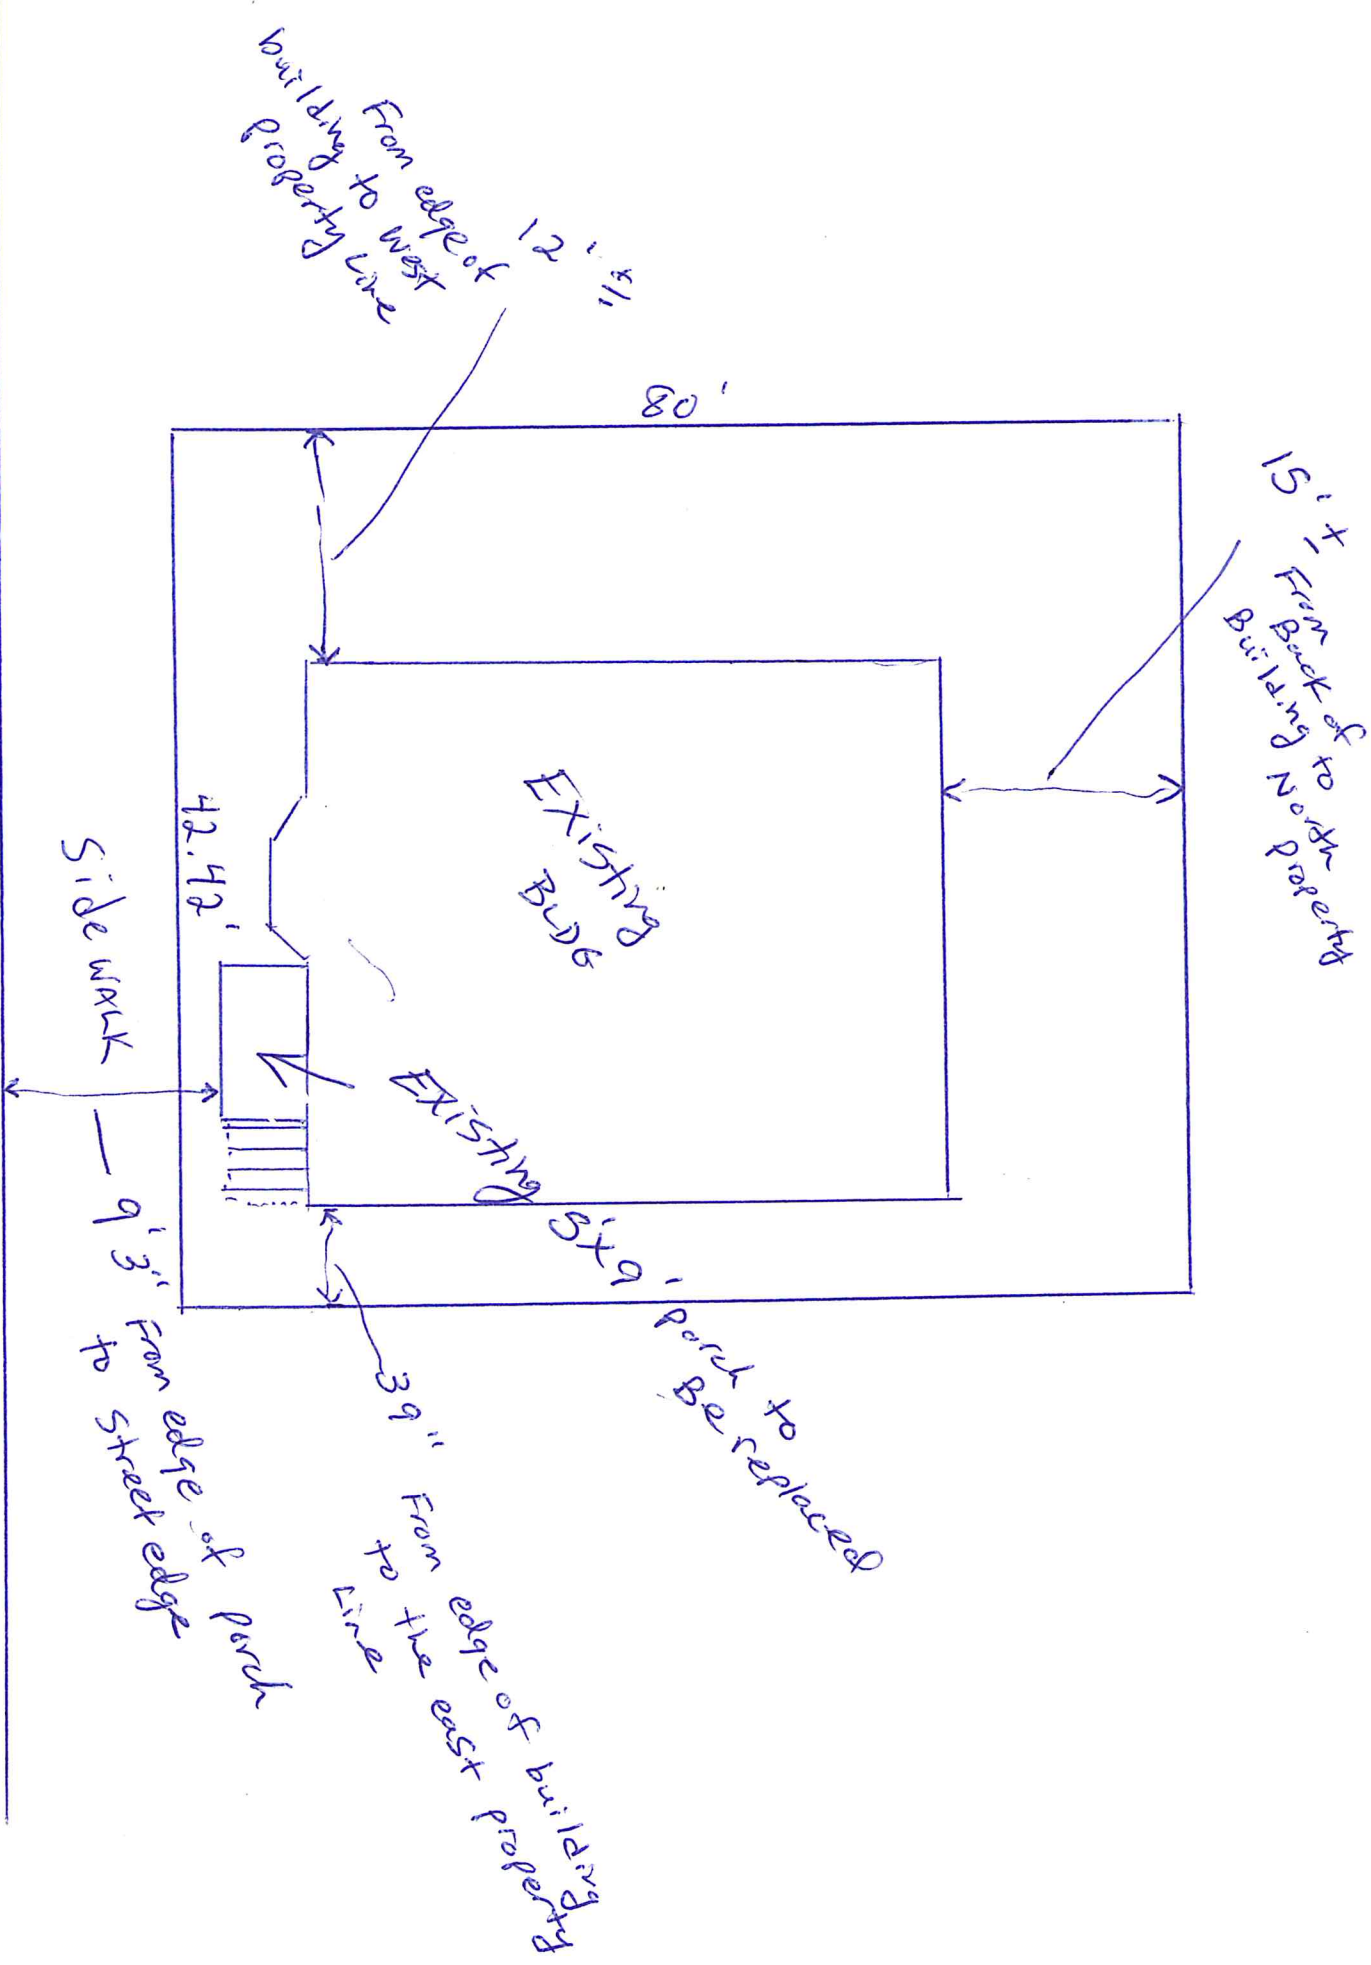 15' ± From
Back of to
Building North
property
80'
12' ±
From edge of
building to west
property Line
Existing
BLDG
Existing 5'x9' porch to
Be replaced
42.42'
39" From edge of building
to the east property
Line
Side WALK — 9'3" From edge of porch
to Street edge